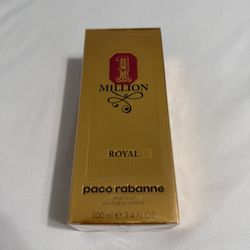 1
MILLION
ROYAL
paco rabanne
PARFUM
NATURAL SPRAY
100 ml ℮ 3.4 FL.OZ